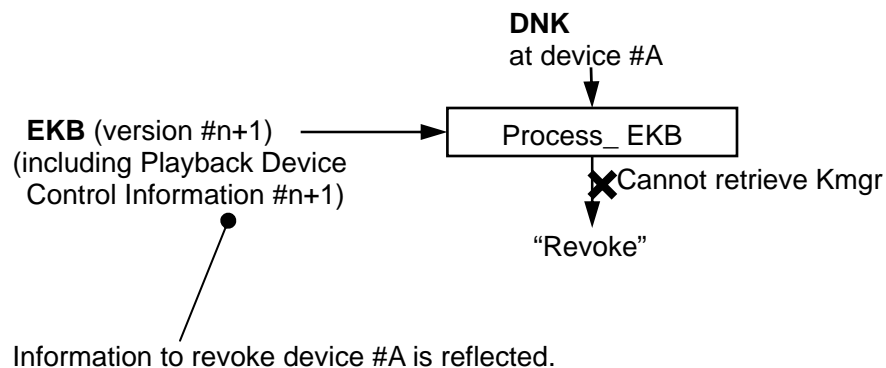 DNK
at device #A
EKB (version #n+1)
(including Playback Device
Control Information #n+1)
Process_ EKB
Cannot retrieve Kmgr
“Revoke”
Information to revoke device #A is reflected.